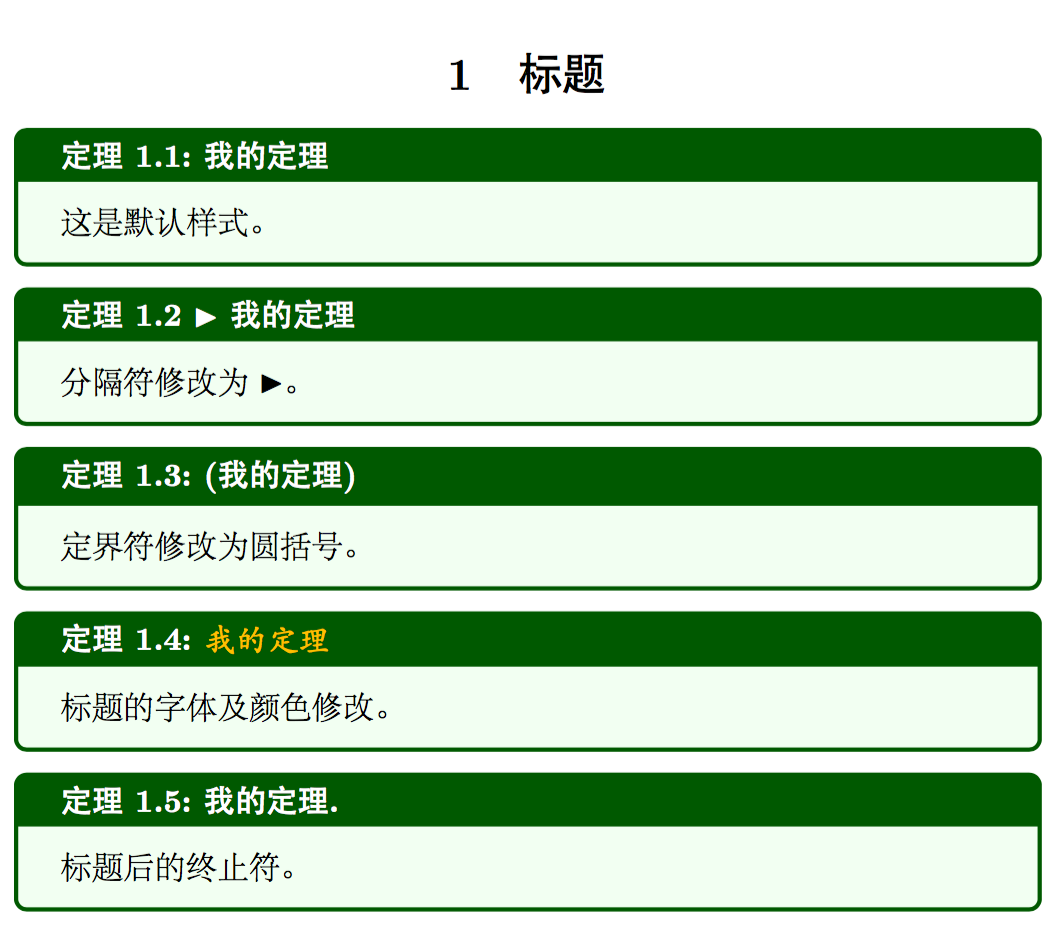 1 标题
定理 1.1: 我的定理
这是默认样式。
定理 1.2 ▶ 我的定理
分隔符修改为 ▶。
定理 1.3: (我的定理)
定界符修改为圆括号。
定理 1.4: 我的定理
标题的字体及颜色修改。
定理 1.5: 我的定理.
标题后的终止符。